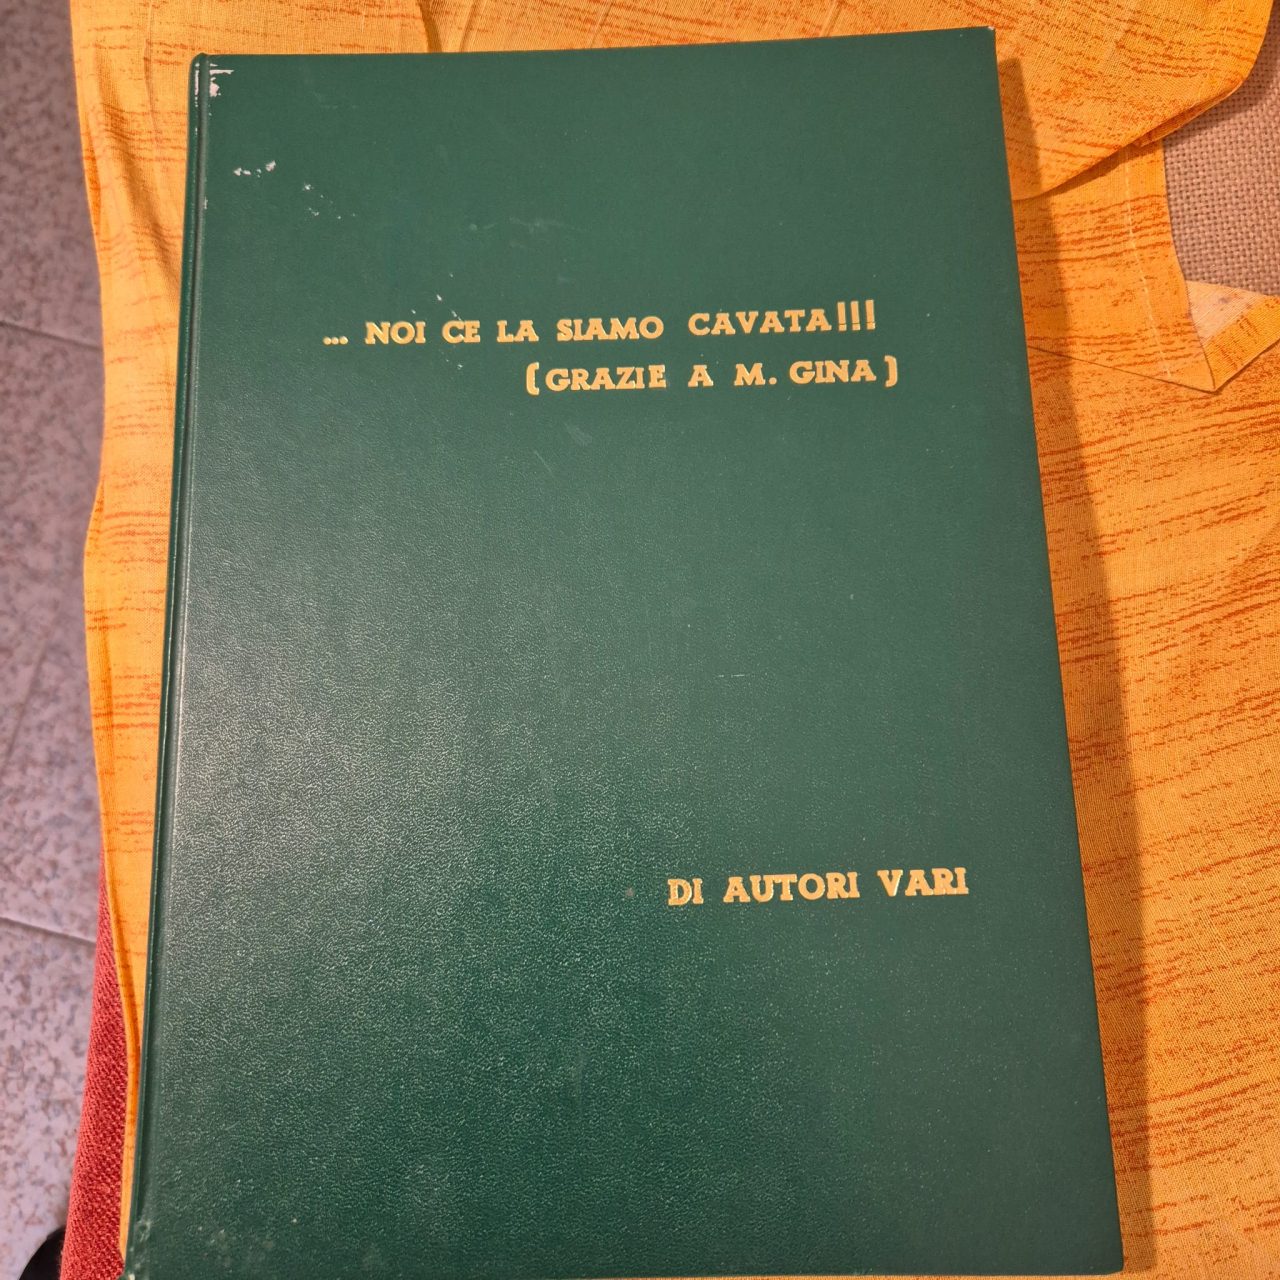 ... NOI CE LA SIAMO CAVATA!!!
(GRAZIE A M. GINA)
DI AUTORI VARI